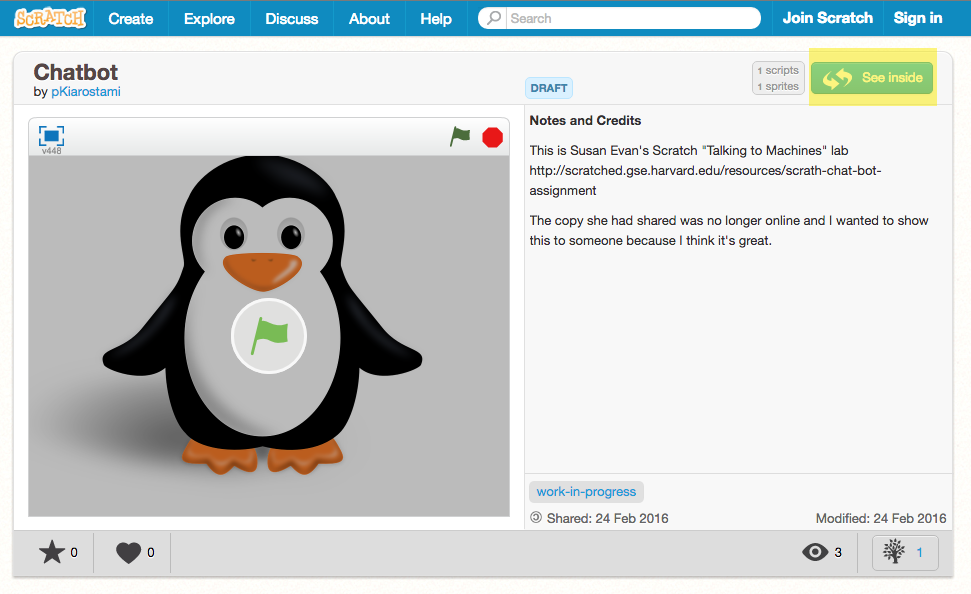 SCRATCH Create Explore Discuss About Help Search Join Scratch Sign in
Chatbot
by pKiarostami
DRAFT
1 scripts
1 sprites
See inside
v448
Notes and Credits
This is Susan Evan's Scratch "Talking to Machines" lab
http://scratched.gse.harvard.edu/resources/scrath-chat-bot-
assignment
The copy she had shared was no longer online and I wanted to show
this to someone because I think it's great.
work-in-progress
Shared: 24 Feb 2016 Modified: 24 Feb 2016
0 0 3 1